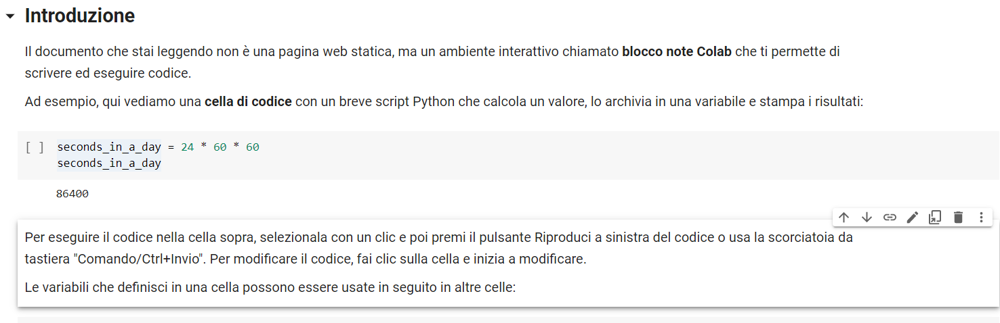 Introduzione
Il documento che stai leggendo non è una pagina web statica, ma un ambiente interattivo chiamato blocco note Colab che ti permette di
scrivere ed eseguire codice.
Ad esempio, qui vediamo una cella di codice con un breve script Python che calcola un valore, lo archivia in una variabile e stampa i risultati:
[ ] seconds_in_a_day = 24 * 60 * 60
seconds_in_a_day
86400
Per eseguire il codice nella cella sopra, selezionala con un clic e poi premi il pulsante Riproduci a sinistra del codice o usa la scorciatoia da
tastiera "Comando/Ctrl+Invio". Per modificare il codice, fai clic sulla cella e inizia a modificare.
Le variabili che definisci in una cella possono essere usate in seguito in altre celle: